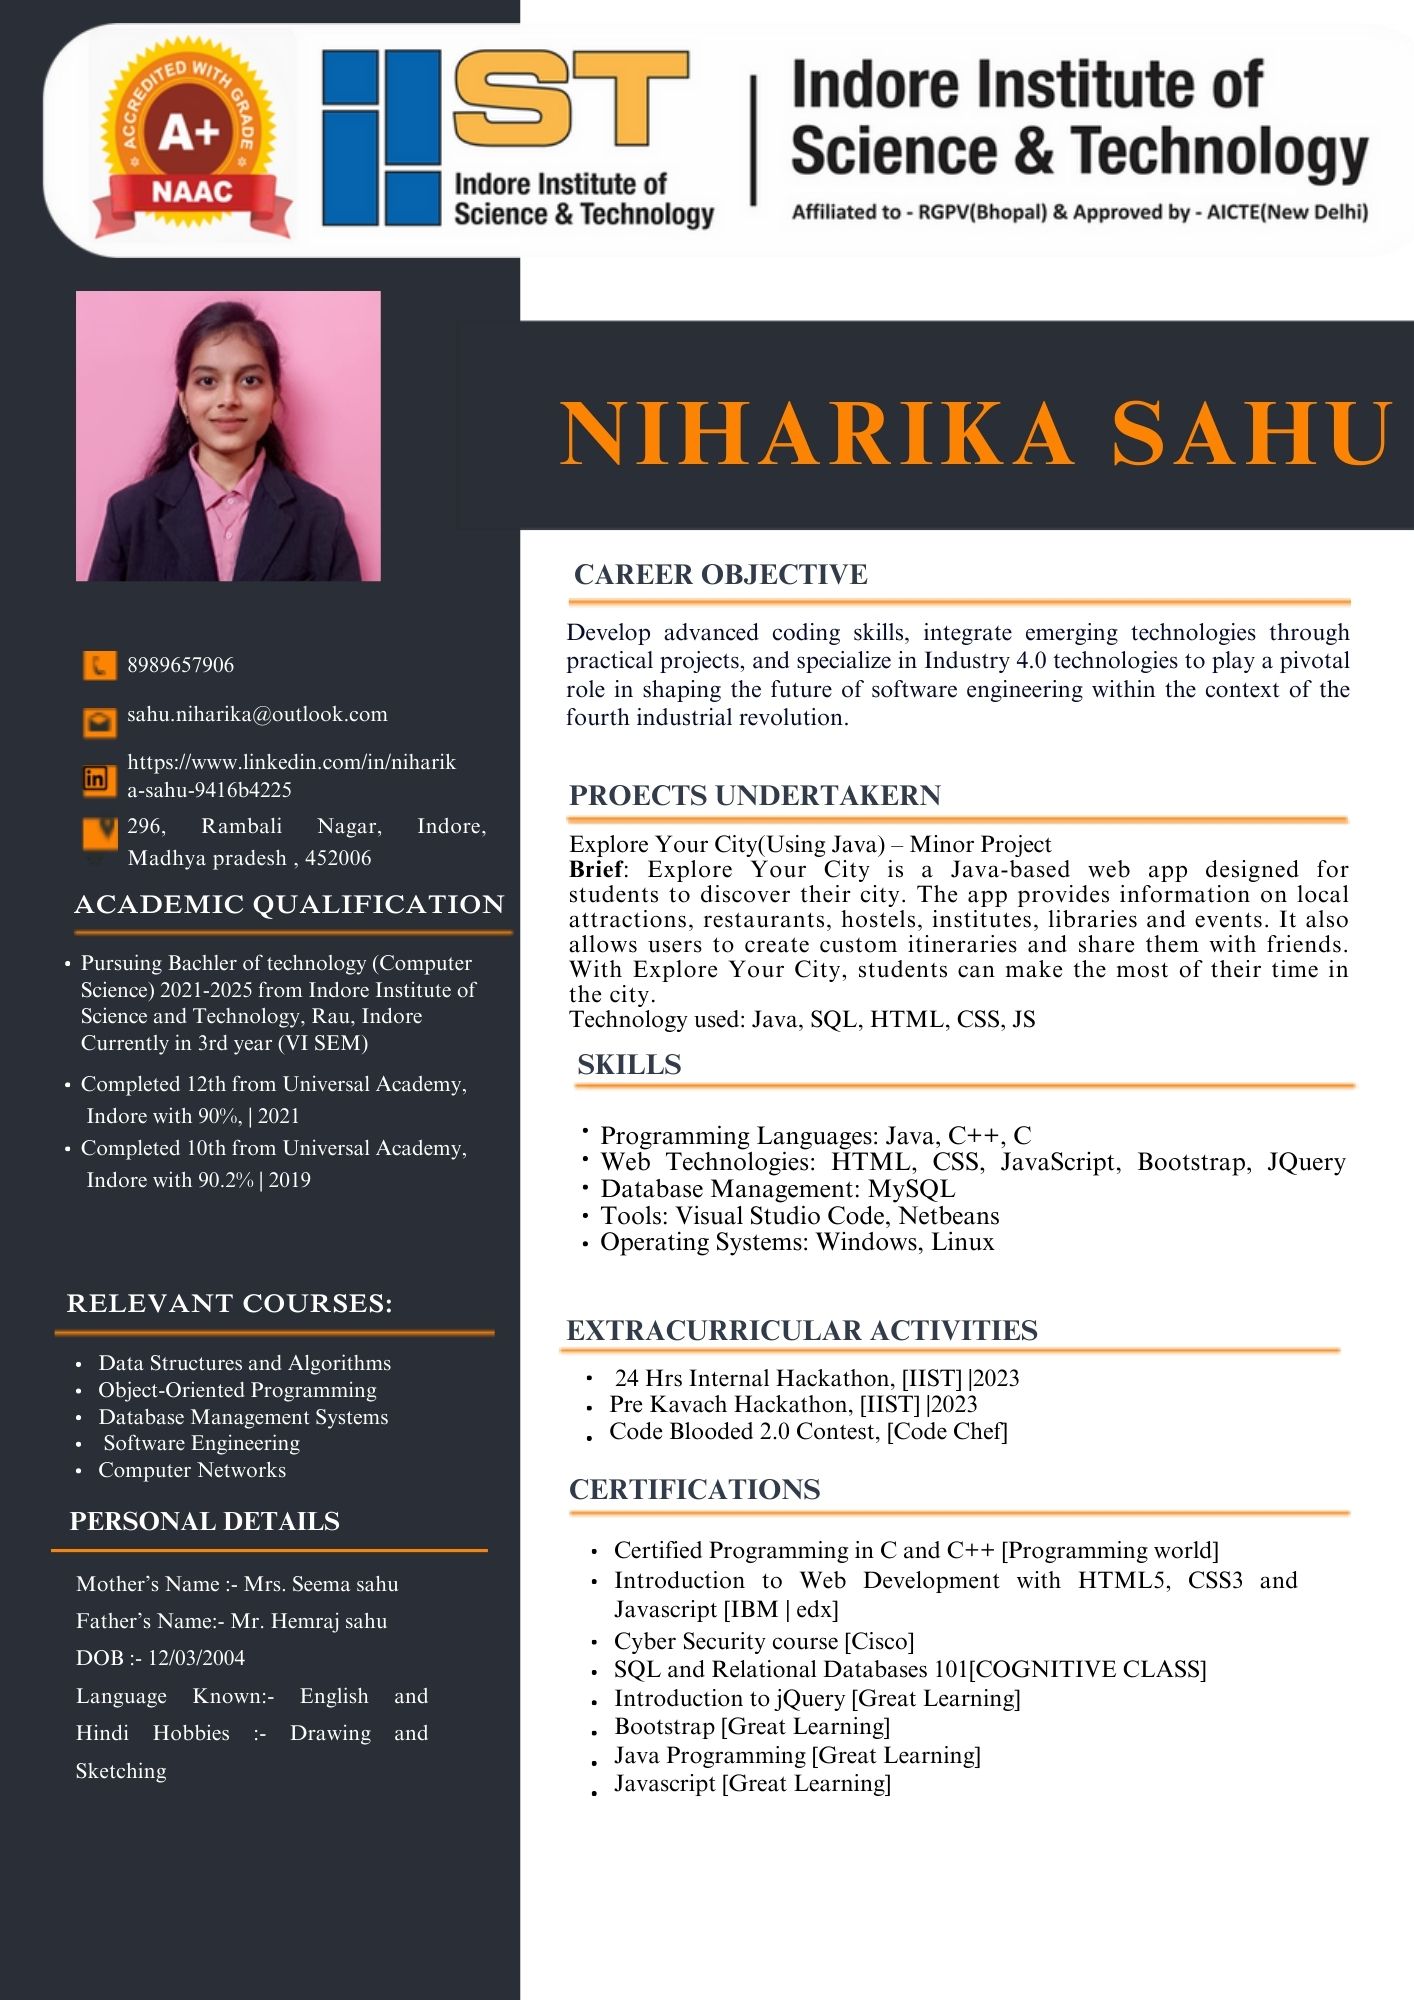 ACCREDITED WITH GRADE
A+
NAAC
IIST
Indore Institute of
Science & Technology
Indore Institute of
Science & Technology
Affiliated to - RGPV(Bhopal) & Approved by - AICTE(New Delhi)
NIHARIKA SAHU
8989657906
sahu.niharika@outlook.com
in
https://www.linkedin.com/in/niharik
a-sahu-9416b4225
296, Rambali Nagar, Indore,
Madhya pradesh , 452006
ACADEMIC QUALIFICATION
• Pursuing Bachler of technology (Computer
Science) 2021-2025 from Indore Institute of
Science and Technology, Rau, Indore
Currently in 3rd year (VI SEM)
• Completed 12th from Universal Academy,
Indore with 90%, | 2021
• Completed 10th from Universal Academy,
Indore with 90.2% | 2019
RELEVANT COURSES:
• Data Structures and Algorithms
• Object-Oriented Programming
• Database Management Systems
• Software Engineering
• Computer Networks
PERSONAL DETAILS
Mother’s Name :- Mrs. Seema sahu
Father’s Name:- Mr. Hemraj sahu
DOB :- 12/03/2004
Language Known:- English and
Hindi Hobbies :- Drawing and
Sketching
CAREER OBJECTIVE
Develop advanced coding skills, integrate emerging technologies through
practical projects, and specialize in Industry 4.0 technologies to play a pivotal
role in shaping the future of software engineering within the context of the
fourth industrial revolution.
PROECTS UNDERTAKERN
Explore Your City(Using Java) – Minor Project
Brief: Explore Your City is a Java-based web app designed for
students to discover their city. The app provides information on local
attractions, restaurants, hostels, institutes, libraries and events. It also
allows users to create custom itineraries and share them with friends.
With Explore Your City, students can make the most of their time in
the city.
Technology used: Java, SQL, HTML, CSS, JS
SKILLS
• Programming Languages: Java, C++, C
• Web Technologies: HTML, CSS, JavaScript, Bootstrap, JQuery
• Database Management: MySQL
• Tools: Visual Studio Code, Netbeans
• Operating Systems: Windows, Linux
EXTRACURRICULAR ACTIVITIES
• 24 Hrs Internal Hackathon, [IIST] |2023
• Pre Kavach Hackathon, [IIST] |2023
• Code Blooded 2.0 Contest, [Code Chef]
CERTIFICATIONS
• Certified Programming in C and C++ [Programming world]
• Introduction to Web Development with HTML5, CSS3 and
Javascript [IBM | edx]
• Cyber Security course [Cisco]
• SQL and Relational Databases 101[COGNITIVE CLASS]
• Introduction to jQuery [Great Learning]
• Bootstrap [Great Learning]
• Java Programming [Great Learning]
• Javascript [Great Learning]